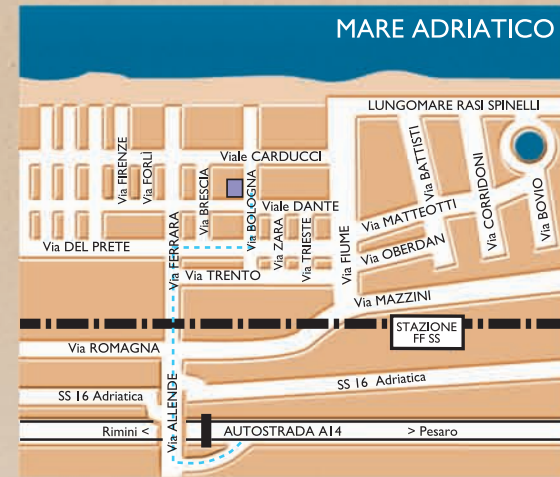 MARE ADRIATICO
LUNGOMARE RASI SPINELLI
Via FIRENZE
Via FORLÌ
Viale CARDUCCI
Via BATTISTI
Via CORRIDONI
Via BOVIO
Via BRESCIA
Via BOLOGNA
Viale DANTE
Via MATTEOTTI
Via FERRARA
Via ZARA
Via TRIESTE
Via FIUME
Via OBERDAN
Via DEL PRETE
Via TRENTO
Via MAZZINI
STAZIONE
FF SS
Via ROMAGNA
SS 16 Adriatica
SS 16 Adriatica
Via ALLENDE
Rimini <
AUTOSTRADA A14
> Pesaro